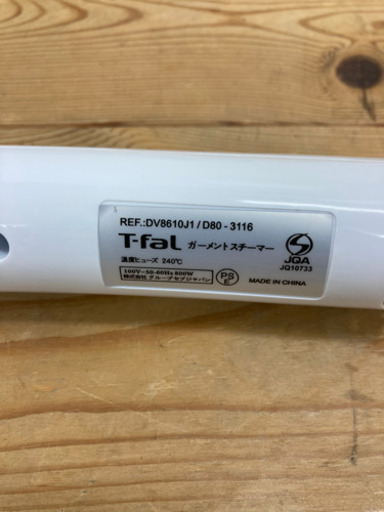 REF.:DV8610J1 / D80 - 3116
T-faL ガーメントスチーマー
温度ヒューズ 240℃
100V~50-60Hz 800W
株式会社 グループセブジャパン
PS
E
JQA
JQ10733
MADE IN CHINA